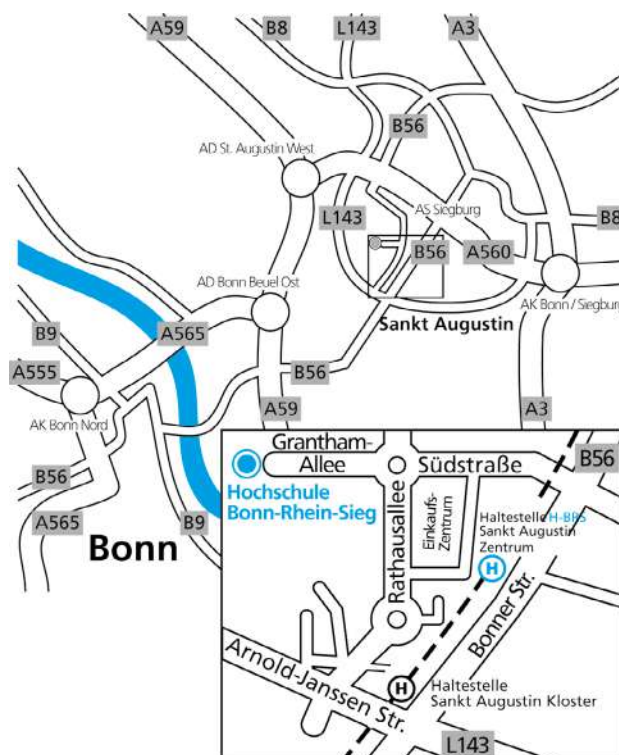 A59
B8
L143
A3
B56
AD St. Augustin West
L143
AS Siegburg
B8
B56
A560
AD Bonn Beuel Ost
AK Bonn / Siegburg
Sankt Augustin
B9
A565
A555
B56
AK Bonn Nord
A59
A3
B56
A565
B9
Bonn
Grantham-
Allee
Südstraße
B56
Hochschule
Bonn-Rhein-Sieg
Rathausallee
Einkaufs-
Zentrum
Haltestelle H-BRS
Sankt Augustin
Zentrum
H
Bonner Str.
Arnold-Janssen Str.
H
Haltestelle
Sankt Augustin Kloster
L143